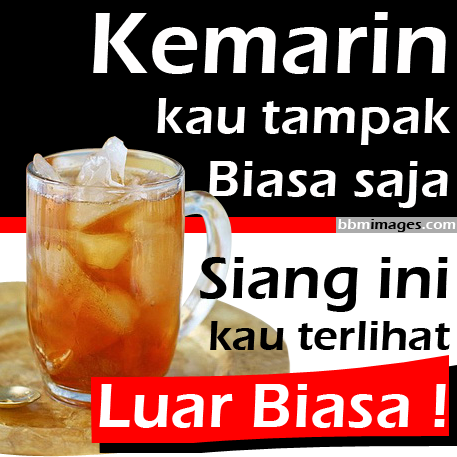 Kemarin
kau tampak
Biasa saja
bbmimages.com
Siang ini
kau terlihat
Luar Biasa !